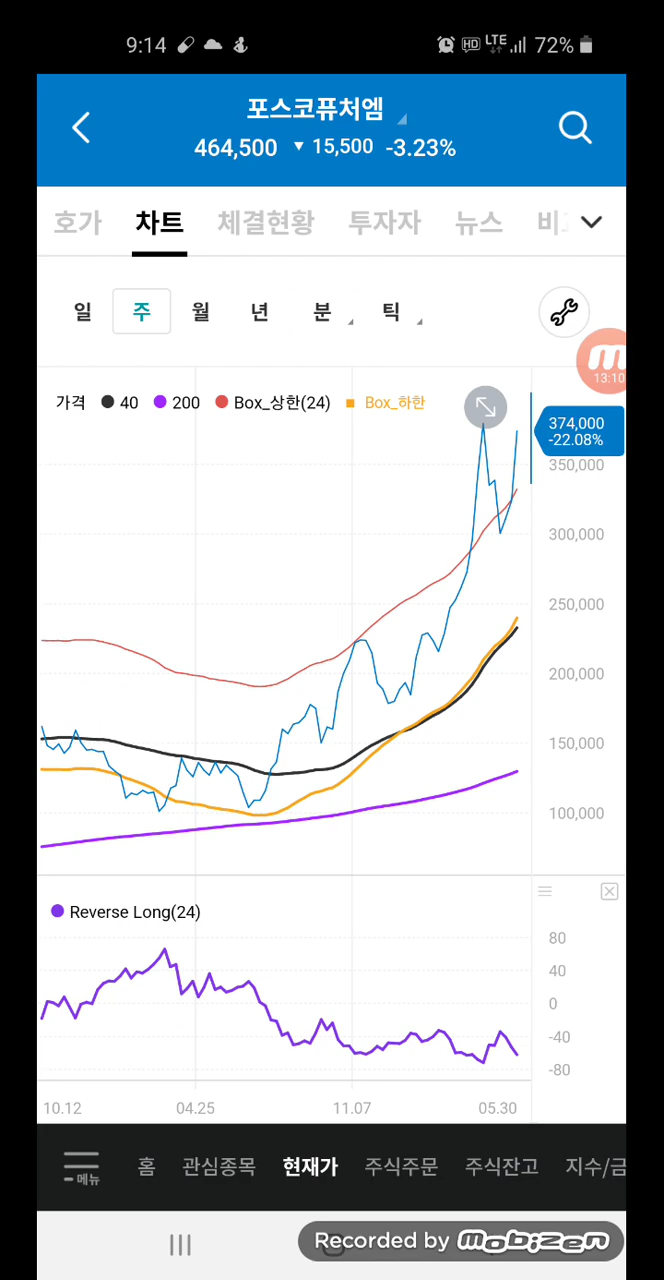 9:14 HD LTE 72%
포스코퓨처엠
464,500 ▼ 15,500 -3.23%
호가 차트 체결현황 투자자 뉴스
일 주 월 년 분 틱
13:10
가격 40 200 Box_상한(24) Box_하한
374,000
-22.08%
350,000
300,000
250,000
200,000
150,000
100,000
Reverse Long(24)
80
40
0
-40
-80
10.12 04.25 11.07 05.30
메뉴 홈 관심종목 현재가 주식주문 주식잔고 지수/금
Recorded by mobizen